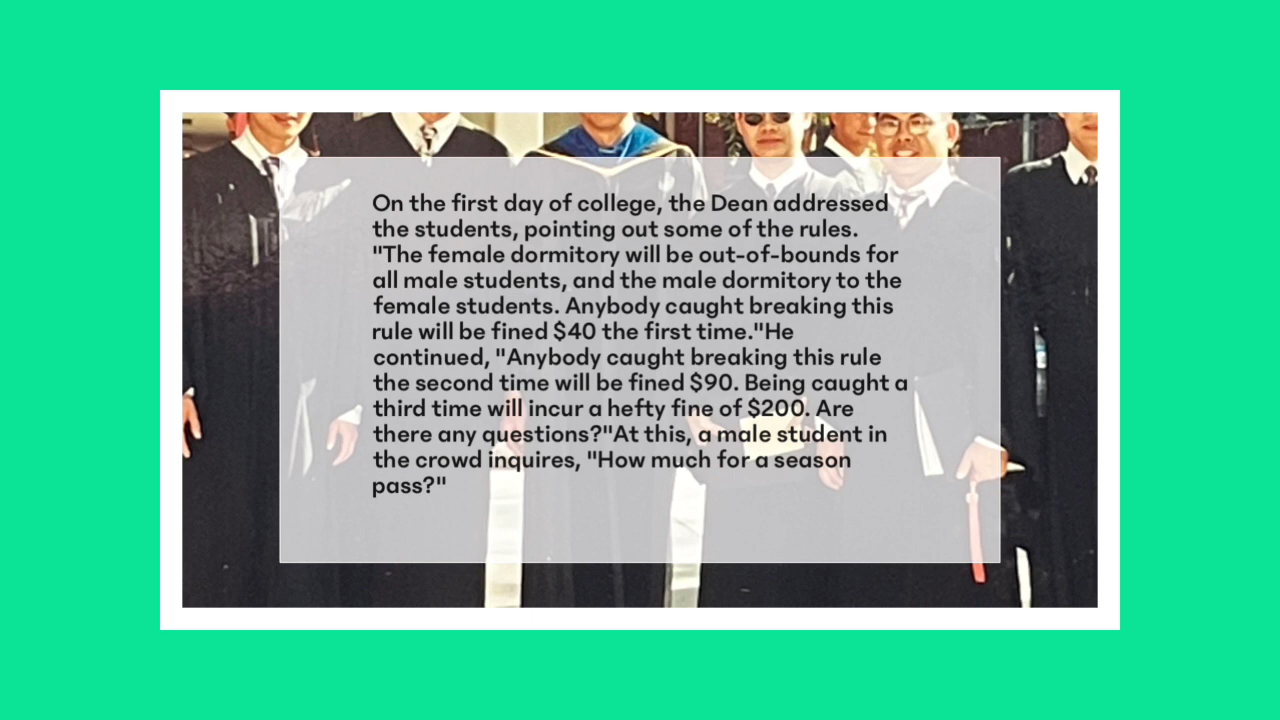 On the first day of college, the Dean addressed
the students, pointing out some of the rules.
"The female dormitory will be out-of-bounds for
all male students, and the male dormitory to the
female students. Anybody caught breaking this
rule will be fined $40 the first time."He
continued, "Anybody caught breaking this rule
the second time will be fined $90. Being caught a
third time will incur a hefty fine of $200. Are
there any questions?"At this, a male student in
the crowd inquires, "How much for a season
pass?"